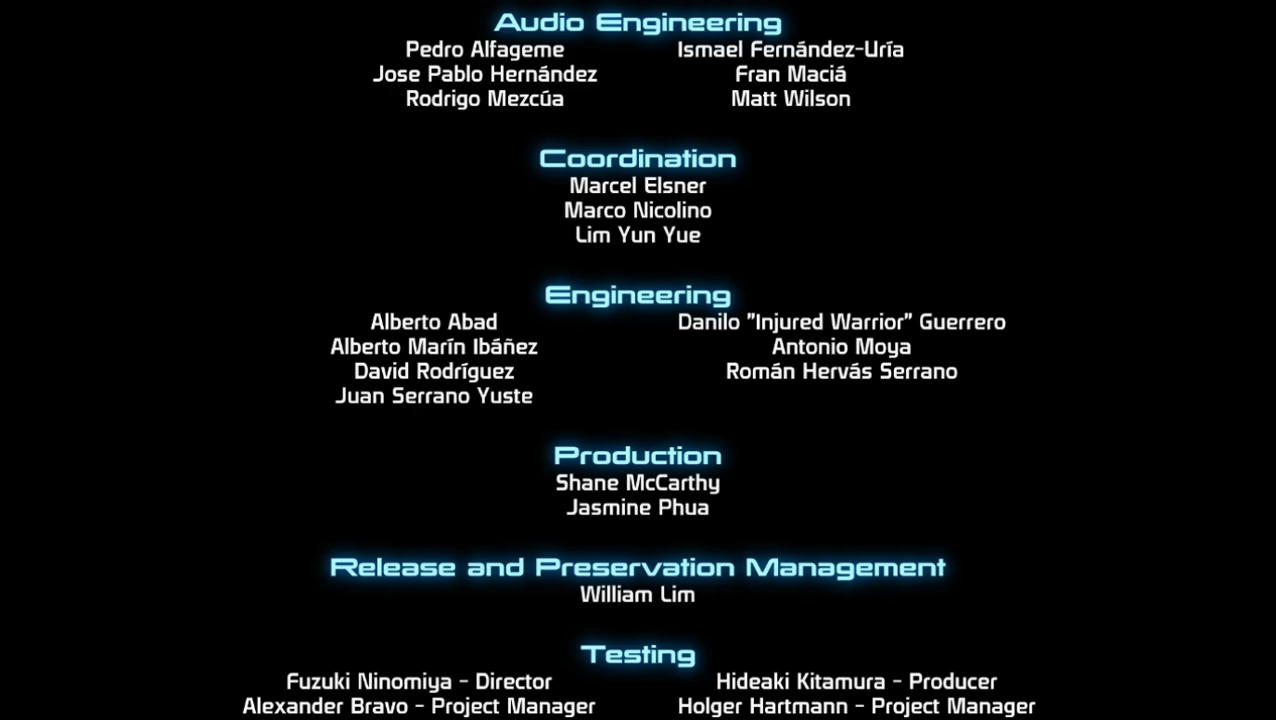 Audio Engineering
Pedro Alfageme Ismael Fernández-Uría
Jose Pablo Hernández Fran Maciá
Rodrigo Mezcúa Matt Wilson
Coordination
Marcel Elsner
Marco Nicolino
Lim Yun Yue
Engineering
Alberto Abad Danilo "Injured Warrior" Guerrero
Alberto Marín Ibáñez Antonio Moya
David Rodríguez Román Hervás Serrano
Juan Serrano Yuste
Production
Shane McCarthy
Jasmine Phua
Release and Preservation Management
William Lim
Testing
Fuzuki Ninomiya - Director Hideaki Kitamura - Producer
Alexander Bravo - Project Manager Holger Hartmann - Project Manager